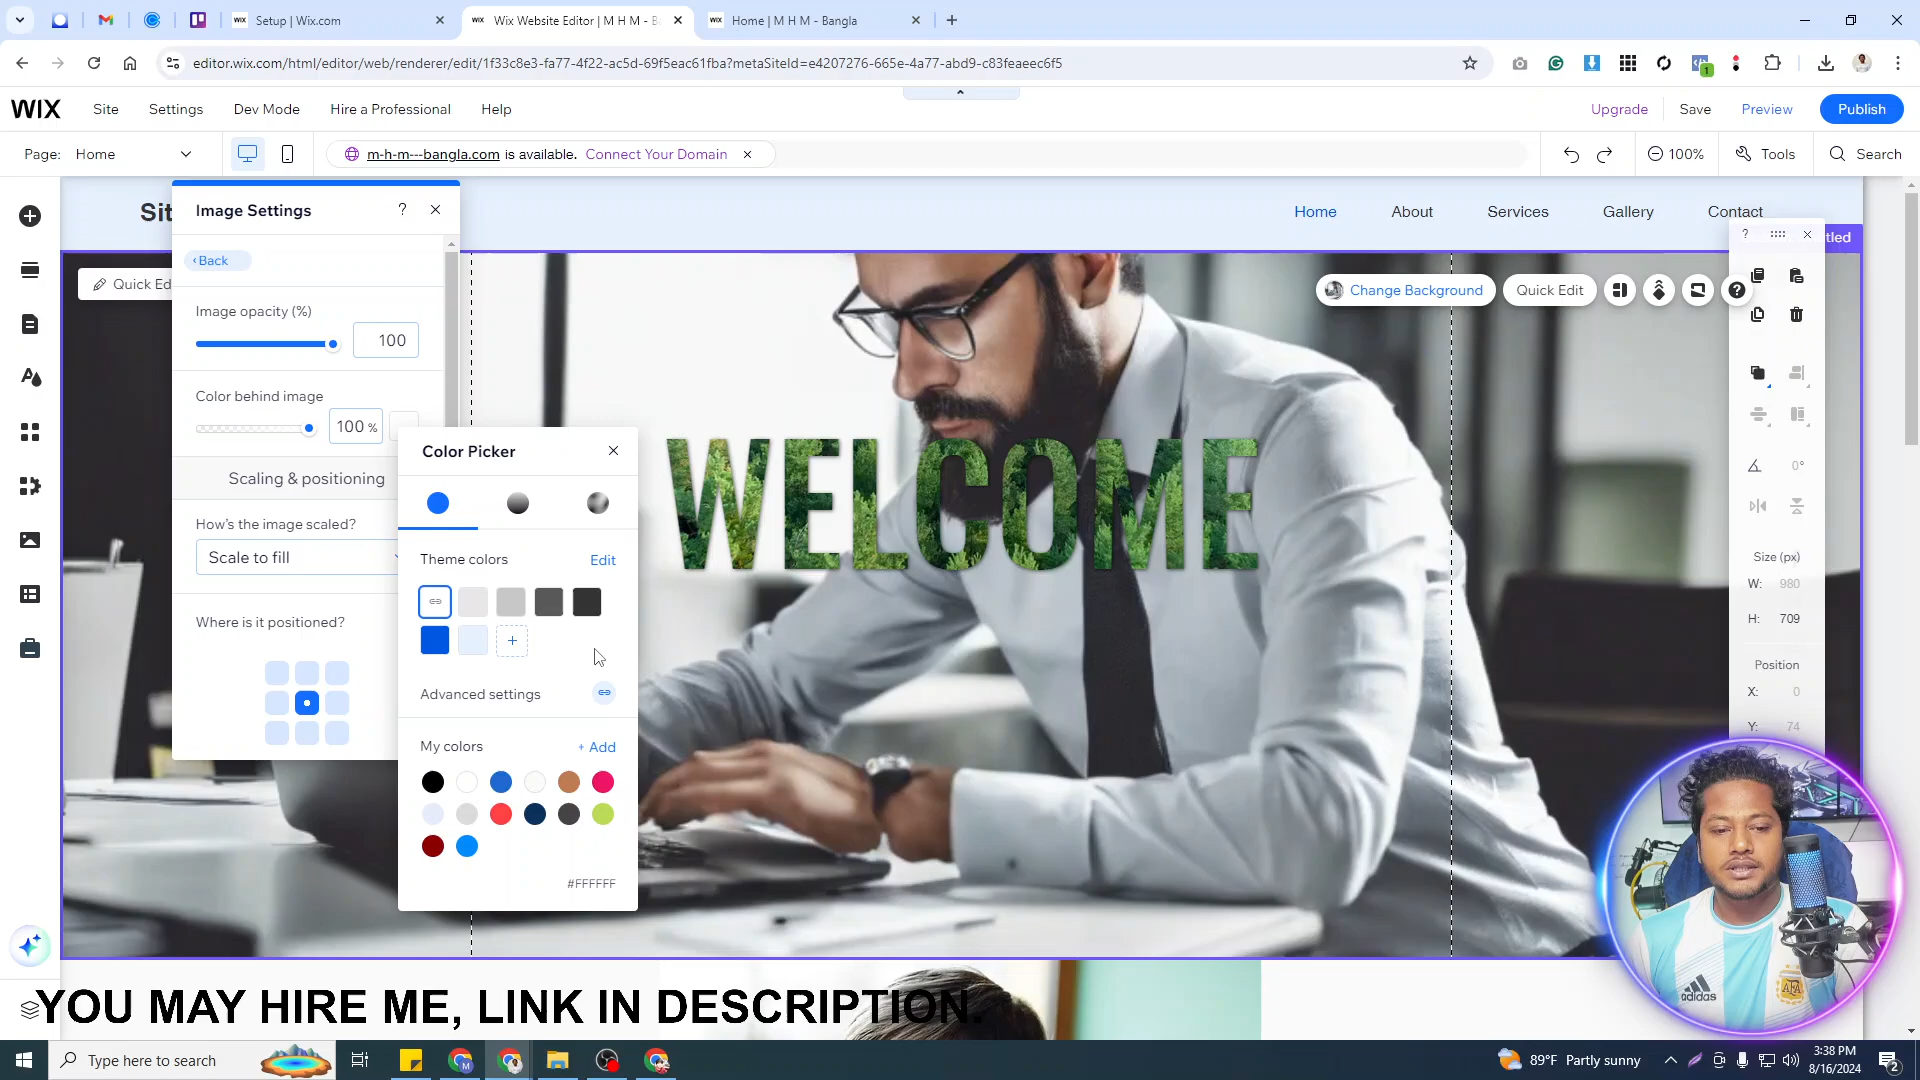 Setup | Wix.com
Wix Website Editor | M H M - B
Home | M H M - Bangla
editor.wix.com/html/editor/web/renderer/edit/1f33c8e3-fa77-4f22-ac5d-69f5eac61fba?metaSiteId=e4207276-665e-4a77-abd9-c83feaeec6f5
WIX
Site
Settings
Dev Mode
Hire a Professional
Help
Upgrade
Save
Preview
Publish
Page: Home
m-h-m---bangla.com is available. Connect Your Domain
100%
Tools
Search
Sit
Home
About
Services
Gallery
Contact
Image Settings
?
‹Back
Quick Ed
Image opacity (%)
100
Color behind image
100 %
Scaling & positioning
How's the image scaled?
Scale to fill
Where is it positioned?
Color Picker
Theme colors
Edit
Advanced settings
My colors
+ Add
#FFFFFF
WELCOME
Change Background
Quick Edit
?
?
tled
0°
Size (px)
W: 980
H: 709
Position
X: 0
Y: 74
adidas
AFA
YOU MAY HIRE ME, LINK IN DESCRIPTION.
Type here to search
89°F Partly sunny
3:38 PM
8/16/2024
2